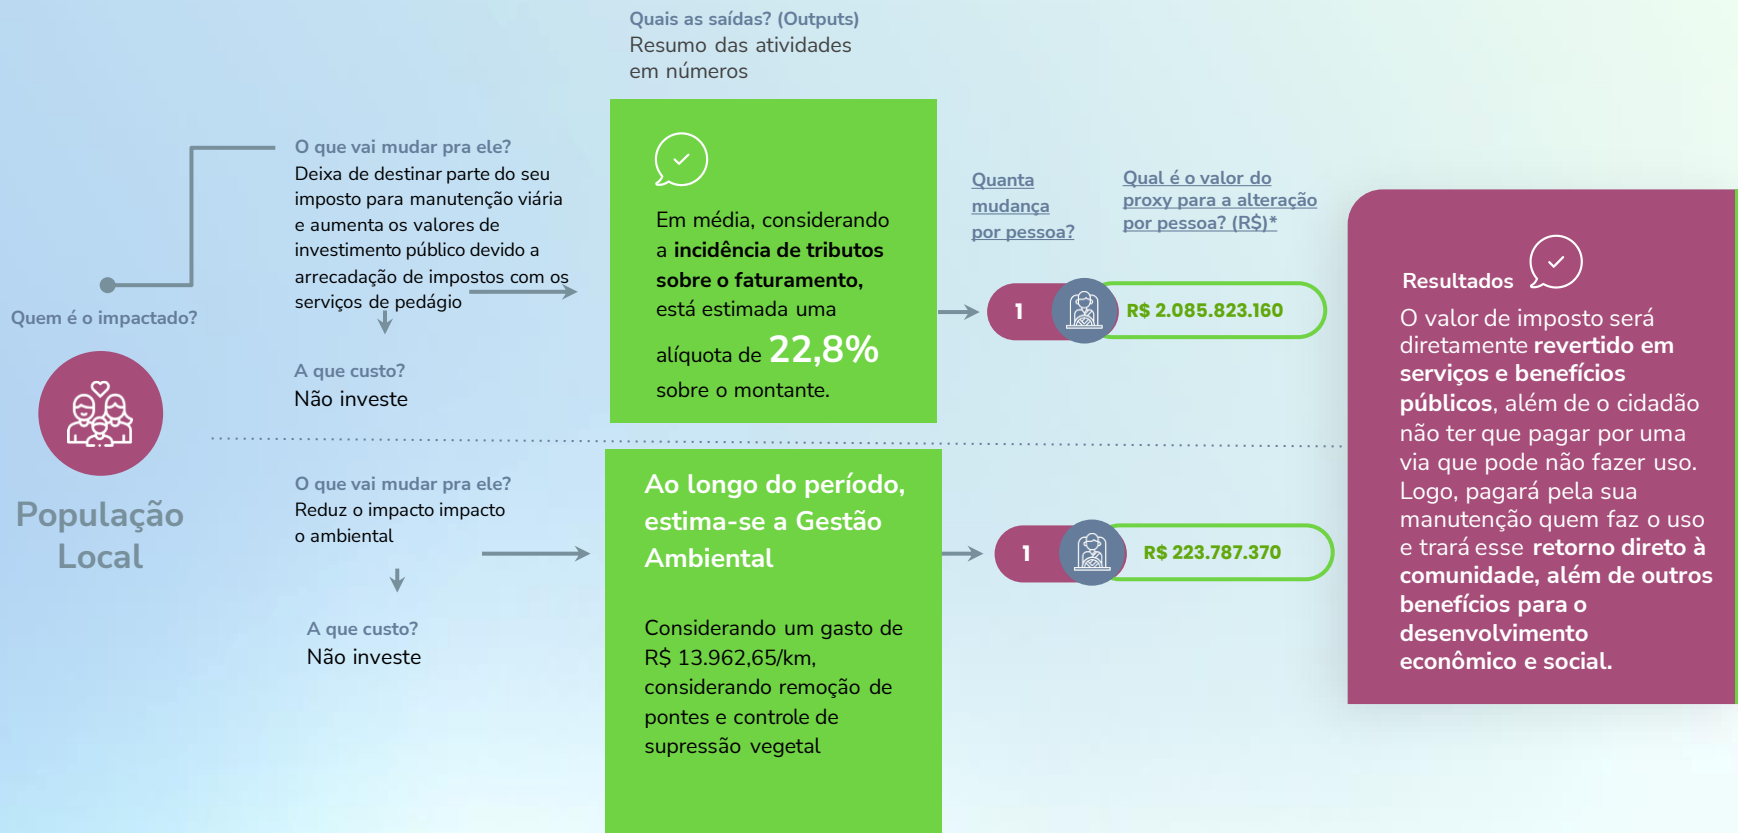 Quais as saídas? (Outputs)
Resumo das atividades
em números
Quem é o impactado?
População
Local
O que vai mudar pra ele?
Deixa de destinar parte do seu
imposto para manutenção viária
e aumenta os valores de
investimento público devido a
arrecadação de impostos com os
serviços de pedágio
A que custo?
Não investe
Em média, considerando
a incidência de tributos
sobre o faturamento,
está estimada uma
alíquota de 22,8%
sobre o montante.
Quanta
mudança
por pessoa?
Qual é o valor do
proxy para a alteração
por pessoa? (R$)*
1
R$ 2.085.823.160
O que vai mudar pra ele?
Reduz o impacto impacto
o ambiental
A que custo?
Não investe
Ao longo do período,
estima-se a Gestão
Ambiental
Considerando um gasto de
R$ 13.962,65/km,
considerando remoção de
pontes e controle de
supressão vegetal
1
R$ 223.787.370
Resultados
O valor de imposto será
diretamente revertido em
serviços e benefícios
públicos, além de o cidadão
não ter que pagar por uma
via que pode não fazer uso.
Logo, pagará pela sua
manutenção quem faz o uso
e trará esse retorno direto à
comunidade, além de outros
benefícios para o
desenvolvimento
econômico e social.